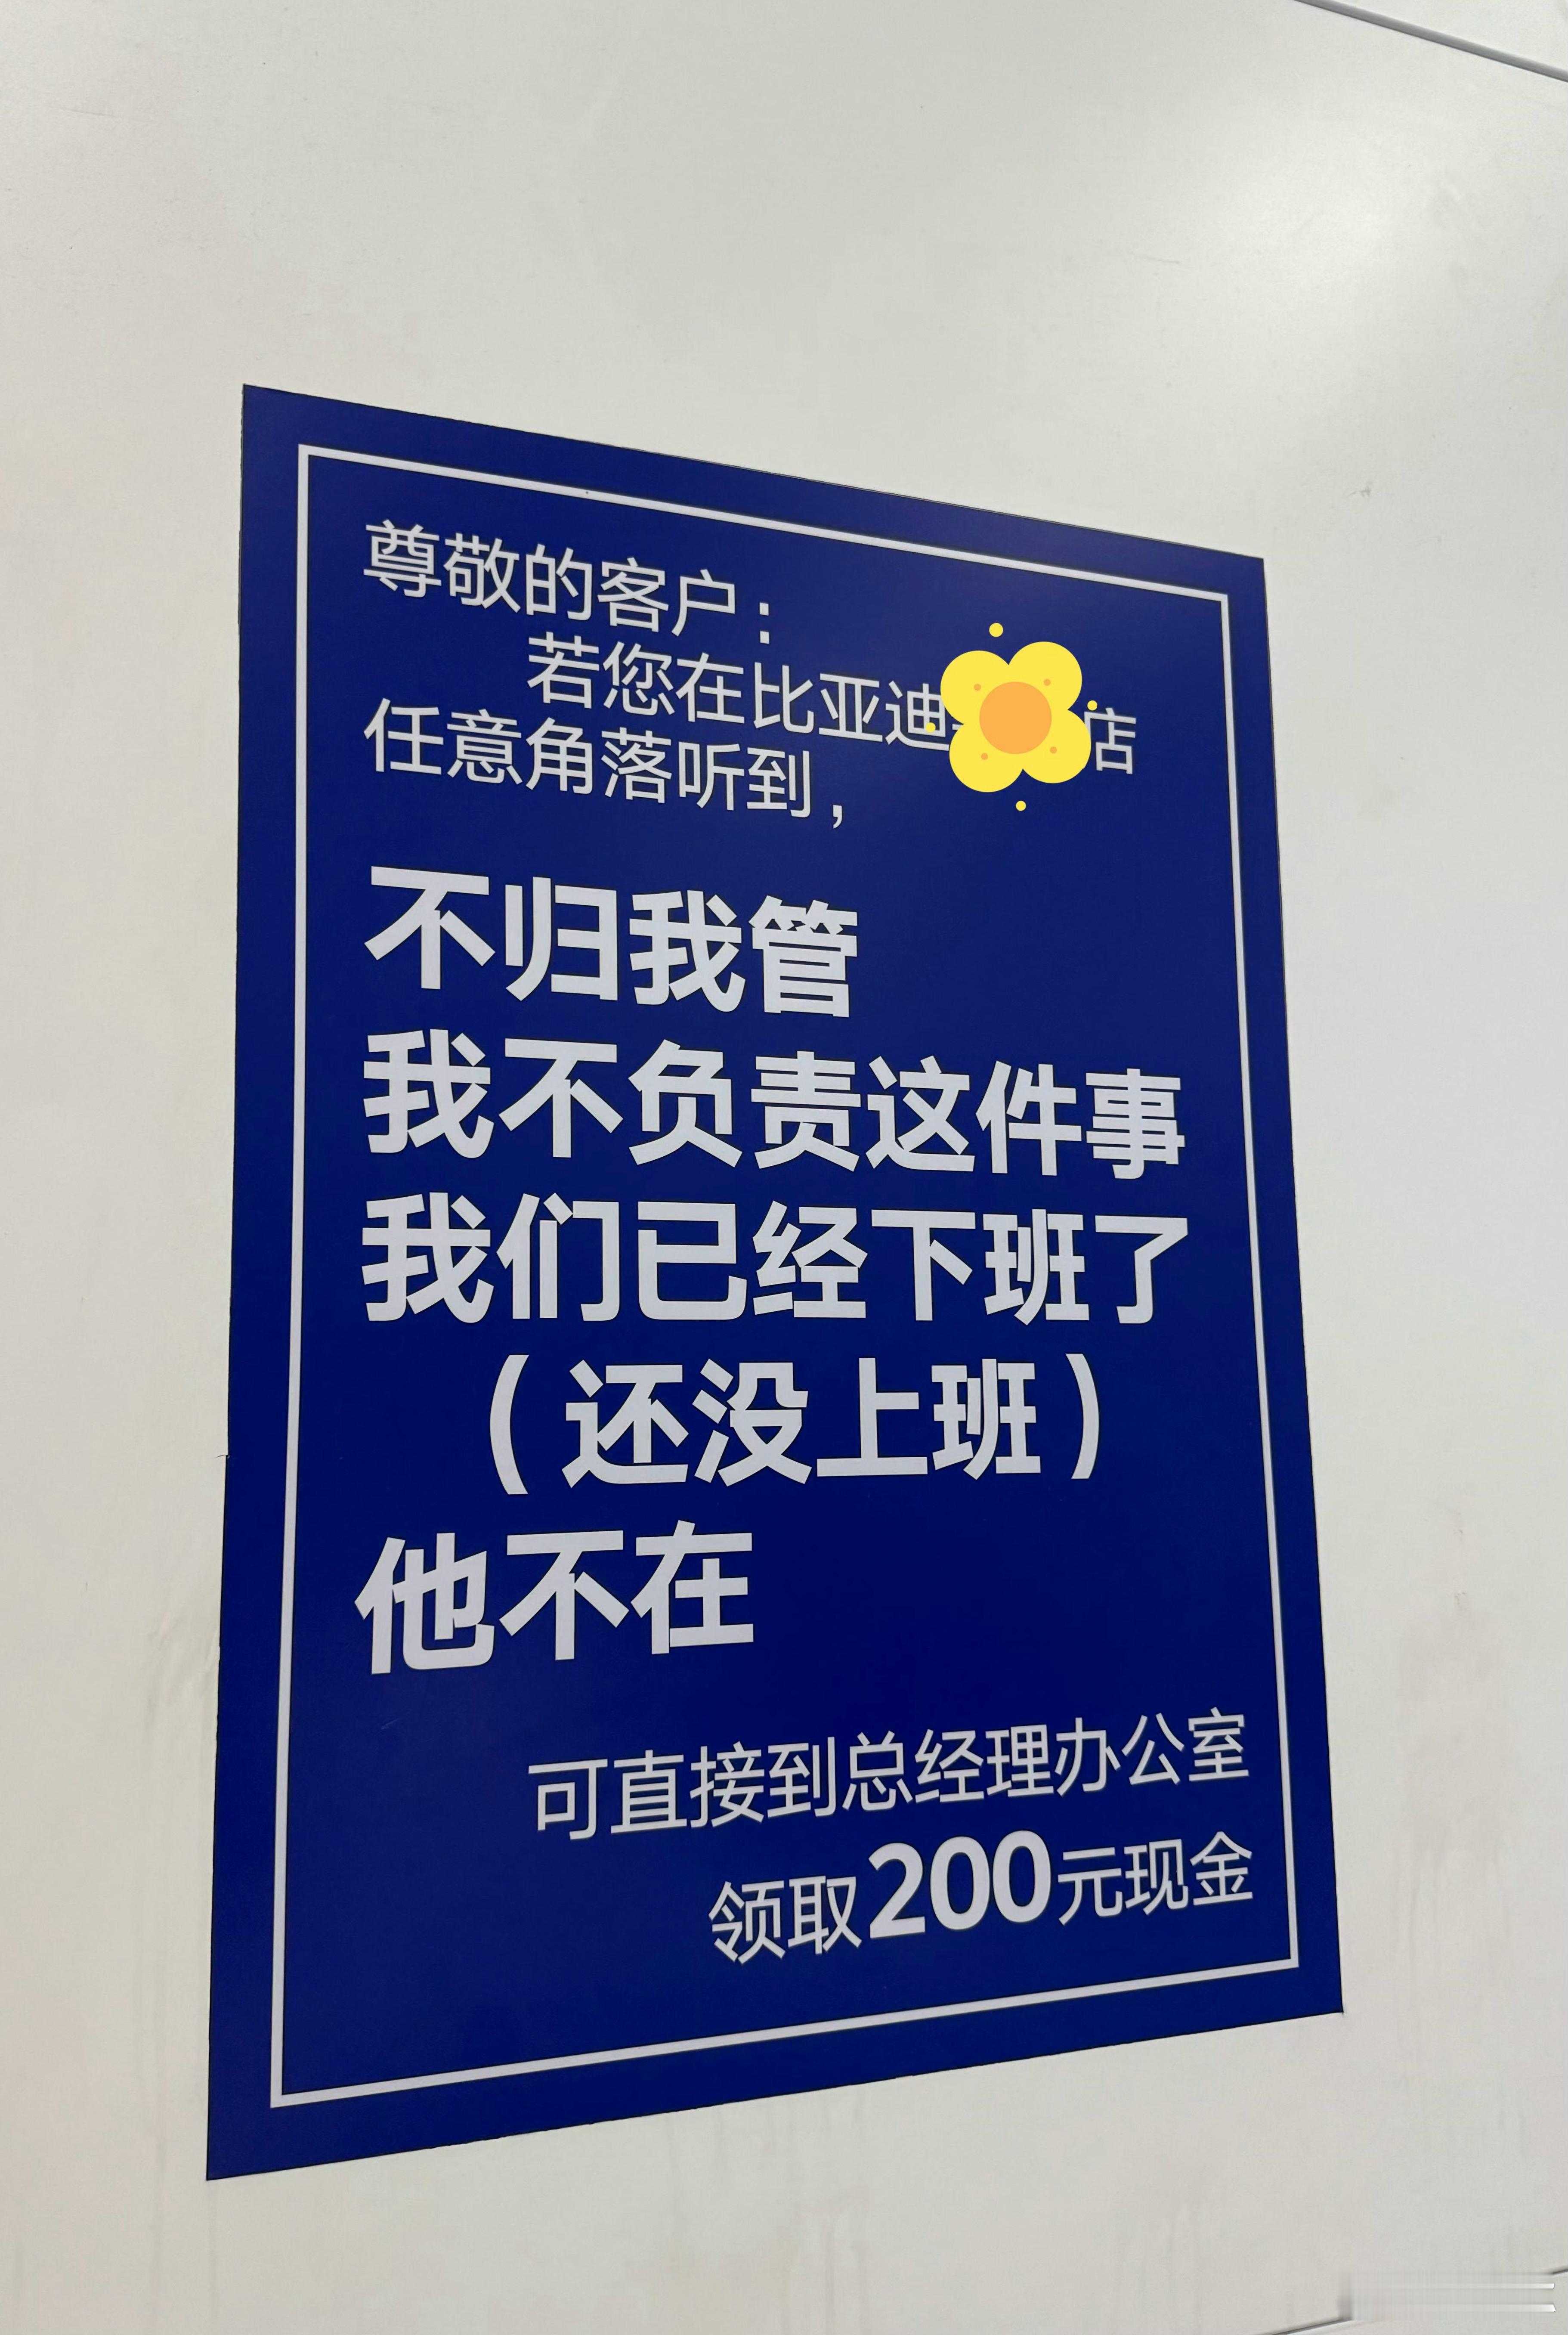 尊敬的客户:
若您在比亚迪 店
任意角落听到,
不归我管
我不负责这件事
我们已经下班了
(还没上班)
他不在
可直接到总经理办公室
领取200元现金